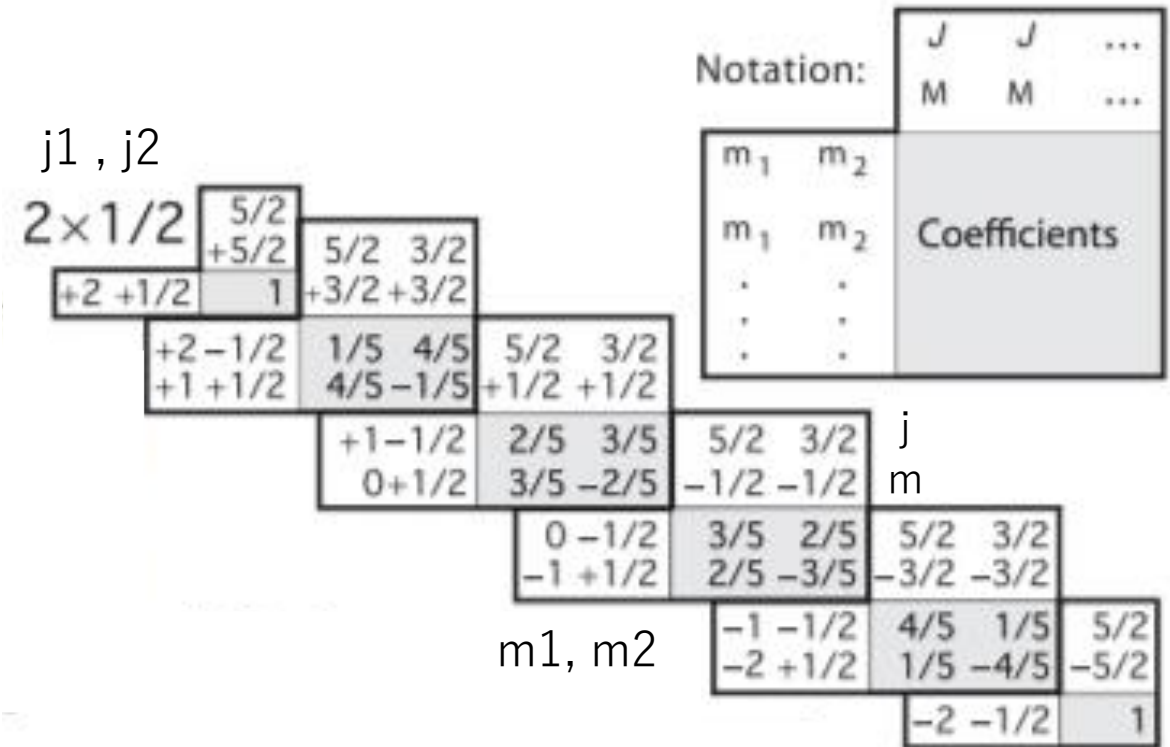 Notation:
J J ...
M M ...
m1 m2
m1 m2
. .
. .
. .
Coefficients
j1 , j2
2×1/2
5/2
+5/2
+2 +1/2 1
5/2 3/2
+3/2 +3/2
+2 −1/2 1/5 4/5
+1 +1/2 4/5 −1/5
5/2 3/2
+1/2 +1/2
+1 −1/2 2/5 3/5
0 +1/2 3/5 −2/5
5/2 3/2
−1/2 −1/2
j
m
0 −1/2 3/5 2/5
−1 +1/2 2/5 −3/5
5/2 3/2
−3/2 −3/2
m1, m2
−1 −1/2 4/5 1/5
−2 +1/2 1/5 −4/5
5/2
−5/2
−2 −1/2 1